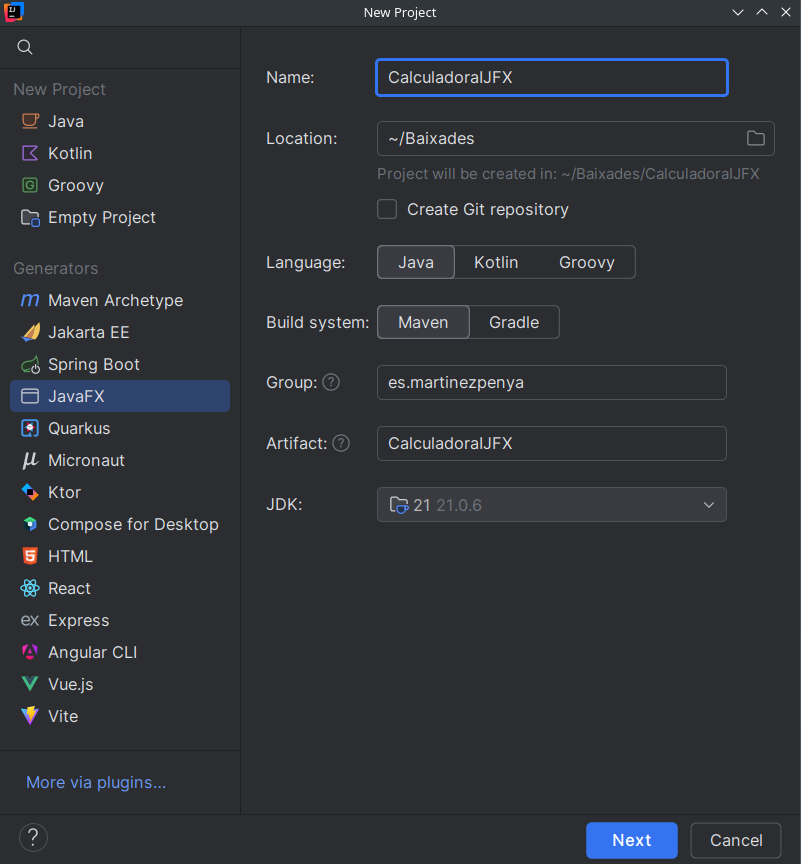 New Project
New Project
Java
Kotlin
Groovy
Empty Project
Generators
Maven Archetype
Jakarta EE
Spring Boot
JavaFX
Quarkus
Micronaut
Ktor
Compose for Desktop
HTML
React
Express
Angular CLI
Vue.js
Vite
More via plugins...
Name: CalculadoraIJFX
Location: ~/Baixades
Project will be created in: ~/Baixades/CalculadoraIJFX
Create Git repository
Language: Java Kotlin Groovy
Build system: Maven Gradle
Group: es.martinezpenya
Artifact: CalculadoraIJFX
JDK: 21 21.0.6
Next Cancel